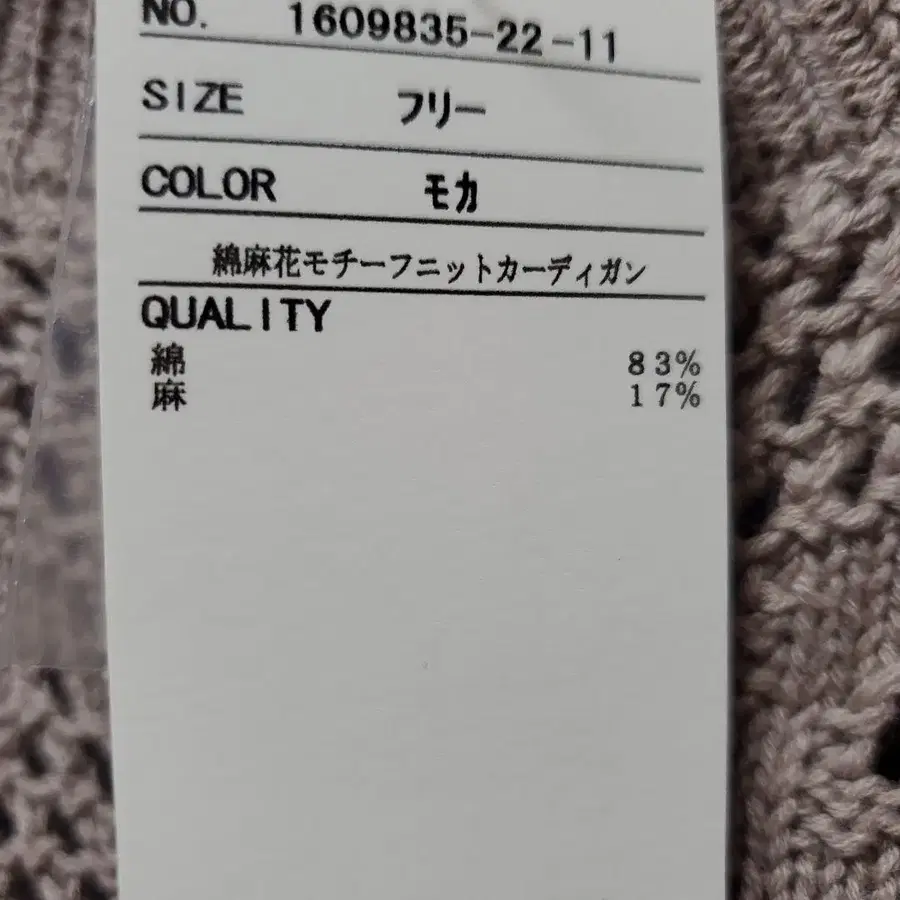 NO. 1609835-22-11
SIZE フリー
COLOR モカ
綿麻花モチーフニットカーディガン
QUALITY
綿 83%
麻 17%